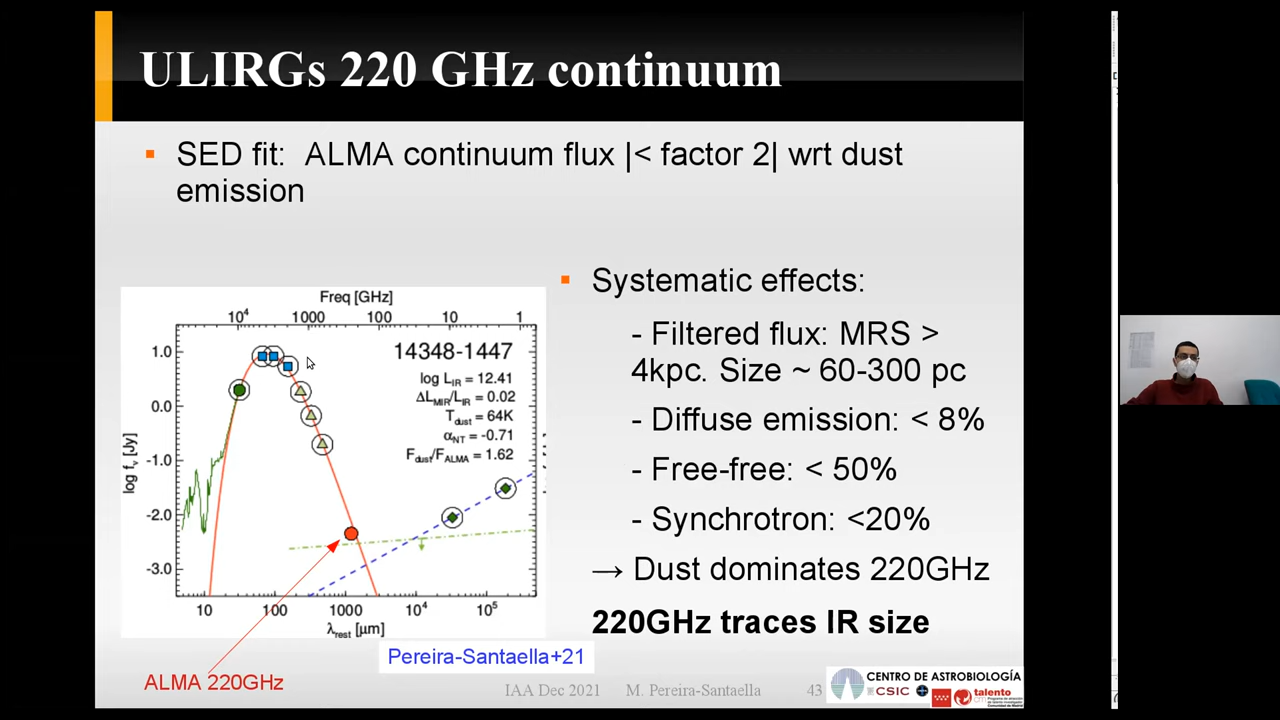 ULIRGs 220 GHz continuum
▪ SED fit: ALMA continuum flux |< factor 2| wrt dust
emission
Freq [GHz]
10⁴ 1000 100 10 1
14348-1447
log L_IR = 12.41
ΔL_MIR/L_IR = 0.02
T_dust = 64K
α_NT = -0.71
F_dust/F_ALMA = 1.62
log f_ν [Jy]
1.0
0.0
-1.0
-2.0
-3.0
10 100 1000 10⁴ 10⁵
λ_rest [μm]
ALMA 220GHz
Pereira-Santaella+21
▪ Systematic effects:
- Filtered flux: MRS >
4kpc. Size ~ 60-300 pc
- Diffuse emission: < 8%
- Free-free: < 50%
- Synchrotron: <20%
→ Dust dominates 220GHz
220GHz traces IR size
IAA Dec 2021 M. Pereira-Santaella 43
CENTRO DE ASTROBIOLOGÍA
CSIC
talento